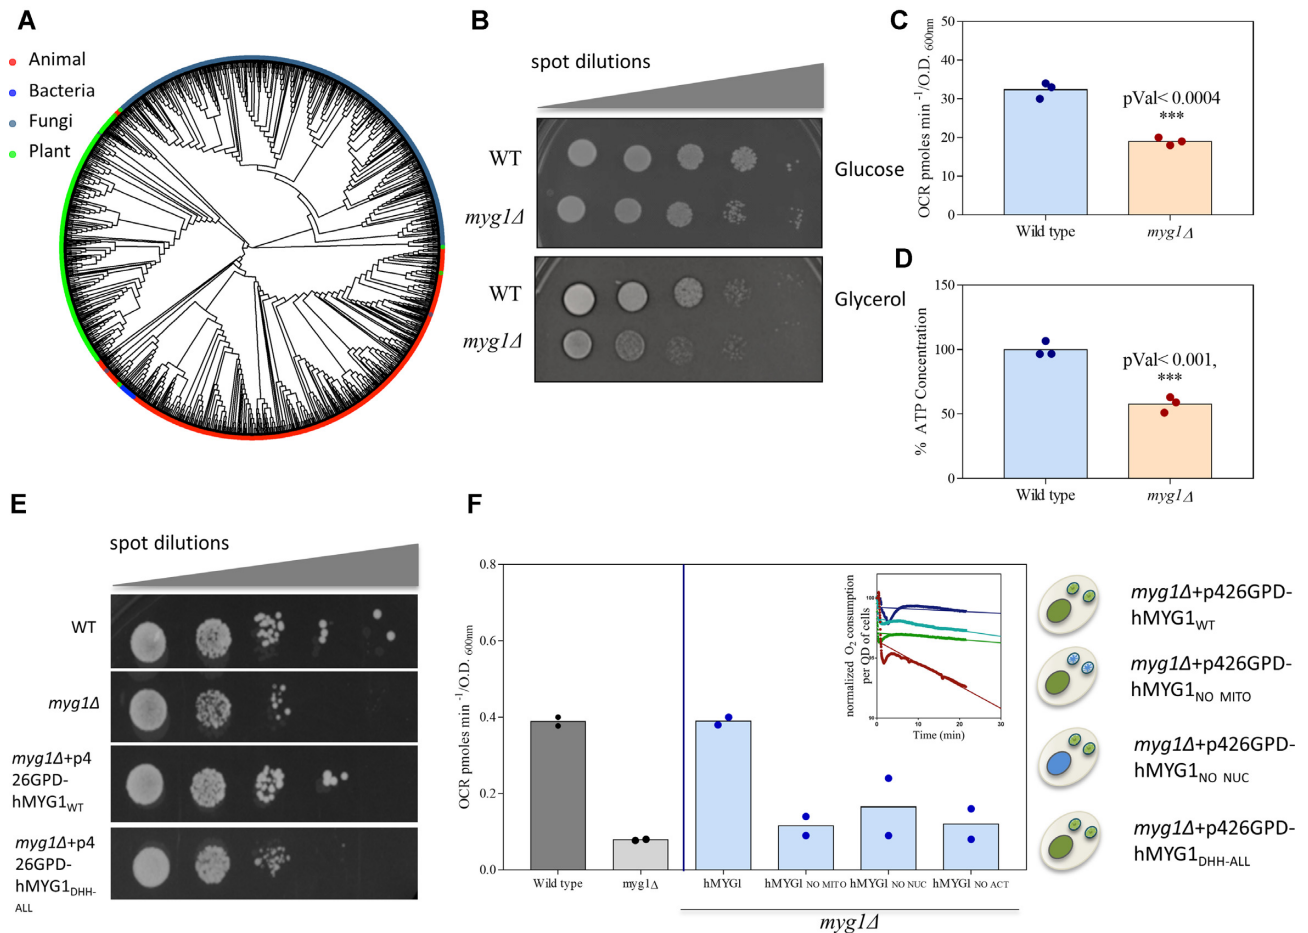 A
Animal
Bacteria
Fungi
Plant
B
spot dilutions
WT
myg1Δ
Glucose
WT
myg1Δ
Glycerol
C
OCR pmoles min -1/O.D. 600nm
50
40
30
20
10
0
pVal< 0.0004
***
Wild type
myg1Δ
D
% ATP Concentration
150
100
50
0
pVal< 0.001,
***
Wild type
myg1Δ
E
spot dilutions
WT
myg1Δ
myg1Δ+p4
26GPD-
hMYG1WT
myg1Δ+p4
26GPD-
hMYG1DHH-
ALL
F
OCR pmoles min -1/O.D. 600nm
0.8
0.6
0.4
0.2
0.0
Wild type
myg1Δ
hMYG1
hMYG1 NO MITO
hMYG1 NO NUC
hMYG1 NO ACT
myg1Δ
normalized O2 consumption
per OD of cells
100
95
90
0
10
20
30
Time (min)
myg1Δ+p426GPD-
hMYG1WT
myg1Δ+p426GPD-
hMYG1NO MITO
myg1Δ+p426GPD-
hMYG1NO NUC
myg1Δ+p426GPD-
hMYG1DHH-ALL